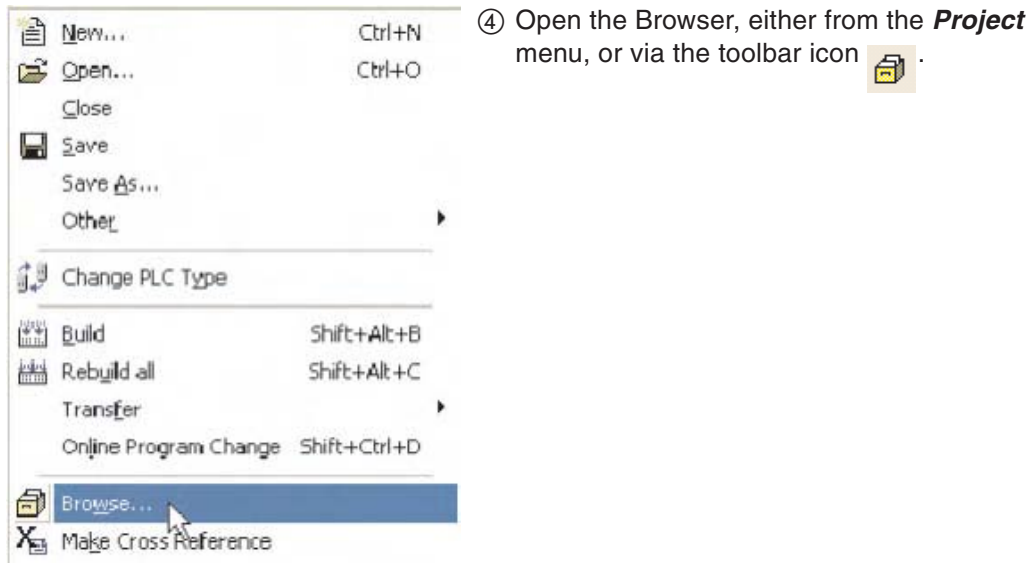 New... Ctrl+N
Open... Ctrl+O
Close
Save
Save As...
Other
Change PLC Type
Build Shift+Alt+B
Rebuild all Shift+Alt+C
Transfer
Online Program Change Shift+Ctrl+D
Browse...
Make Cross Reference
④ Open the Browser, either from the Project
menu, or via the toolbar icon .